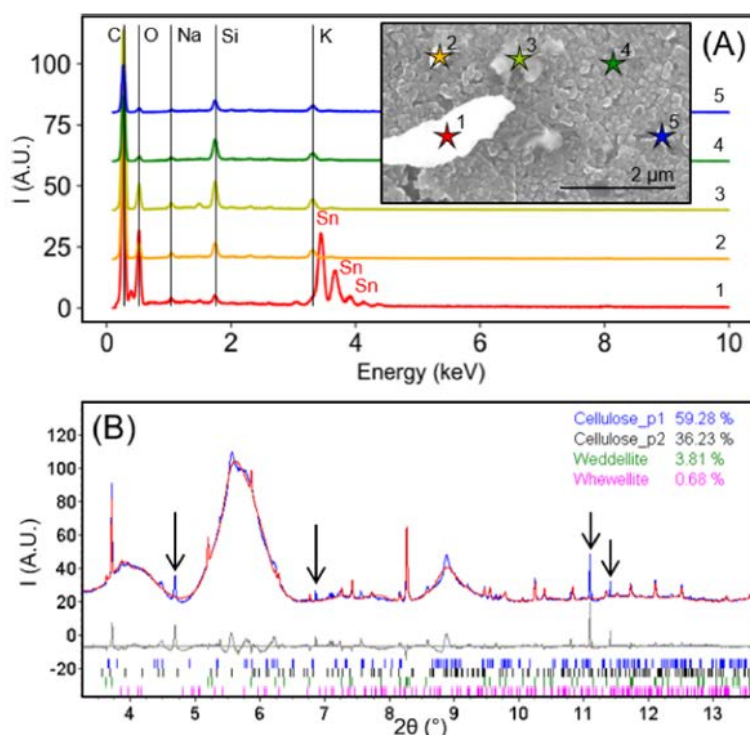 C O Na Si K
(A)
2 3 4
1 5
2 µm
5
4
3
2
1
Sn
Sn
Sn
I (A.U.)
100
75
50
25
0
0 2 4 6 8 10
Energy (keV)
(B)
Cellulose_p1 59.28 %
Cellulose_p2 36.23 %
Weddellite 3.81 %
Whewellite 0.68 %
I (A.U.)
120
100
80
60
40
20
0
-20
4 5 6 7 8 9 10 11 12 13
2θ (°)